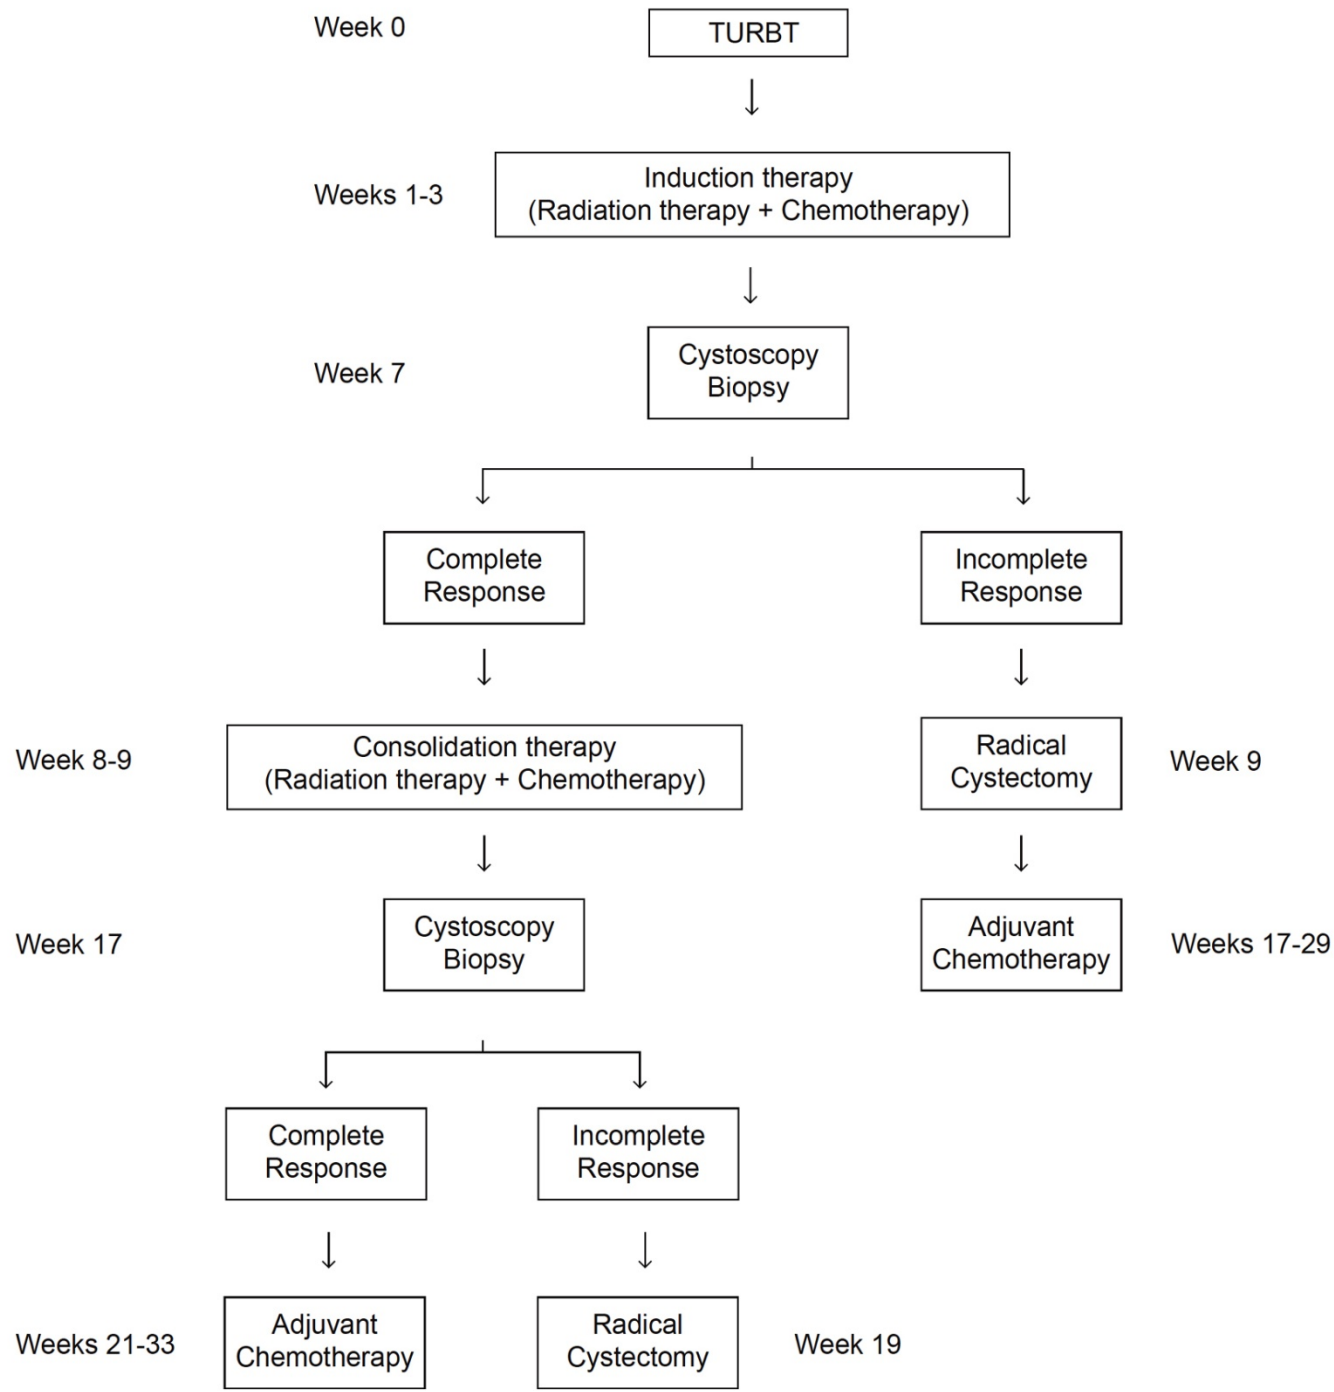 Week 0
TURBT
Weeks 1-3
Induction therapy
(Radiation therapy + Chemotherapy)
Week 7
Cystoscopy
Biopsy
Complete
Response
Incomplete
Response
Week 8-9
Consolidation therapy
(Radiation therapy + Chemotherapy)
Radical
Cystectomy
Week 9
Week 17
Cystoscopy
Biopsy
Adjuvant
Chemotherapy
Weeks 17-29
Complete
Response
Incomplete
Response
Weeks 21-33
Adjuvant
Chemotherapy
Radical
Cystectomy
Week 19